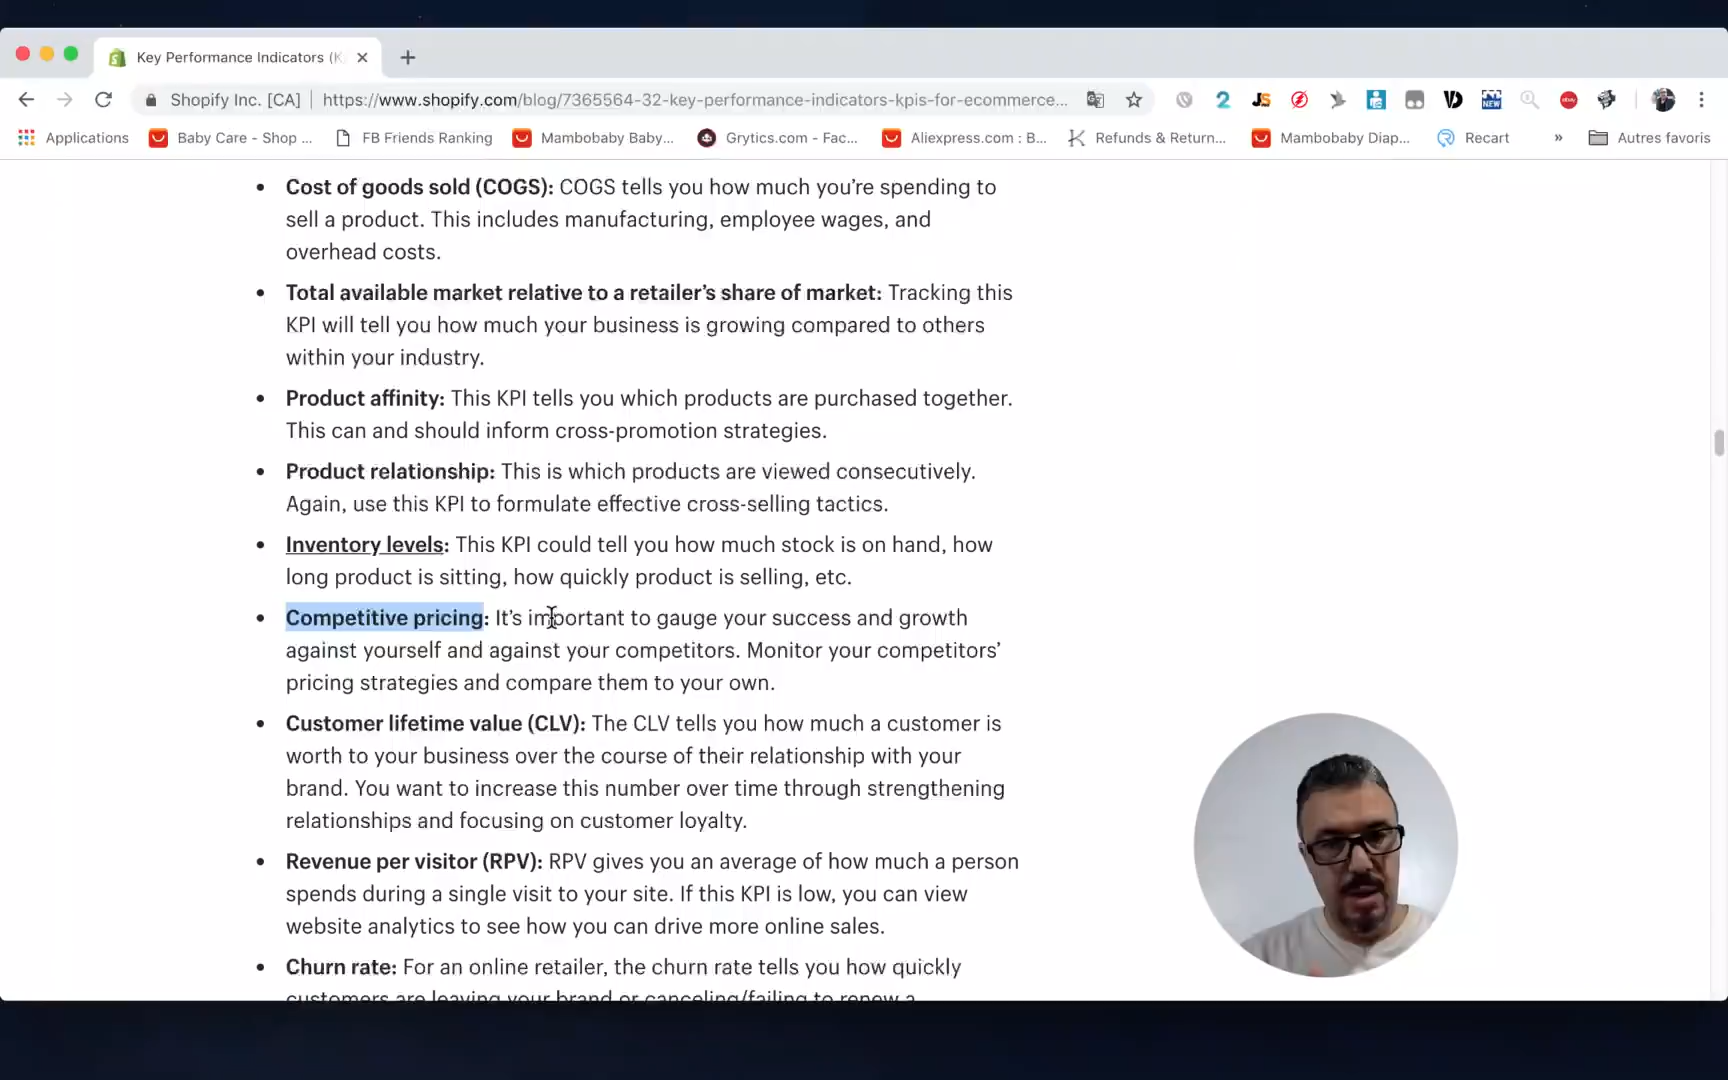 Key Performance Indicators (K
Shopify Inc. [CA] https://www.shopify.com/blog/7365564-32-key-performance-indicators-kpis-for-ecommerce...
Applications Baby Care - Shop ... FB Friends Ranking Mambobaby Baby... Grytics.com - Fac... Aliexpress.com : B... Refunds & Return... Mambobaby Diap... Recart » Autres favoris
• Cost of goods sold (COGS): COGS tells you how much you’re spending to
sell a product. This includes manufacturing, employee wages, and
overhead costs.
• Total available market relative to a retailer’s share of market: Tracking this
KPI will tell you how much your business is growing compared to others
within your industry.
• Product affinity: This KPI tells you which products are purchased together.
This can and should inform cross-promotion strategies.
• Product relationship: This is which products are viewed consecutively.
Again, use this KPI to formulate effective cross-selling tactics.
• Inventory levels: This KPI could tell you how much stock is on hand, how
long product is sitting, how quickly product is selling, etc.
• Competitive pricing: It’s important to gauge your success and growth
against yourself and against your competitors. Monitor your competitors’
pricing strategies and compare them to your own.
• Customer lifetime value (CLV): The CLV tells you how much a customer is
worth to your business over the course of their relationship with your
brand. You want to increase this number over time through strengthening
relationships and focusing on customer loyalty.
• Revenue per visitor (RPV): RPV gives you an average of how much a person
spends during a single visit to your site. If this KPI is low, you can view
website analytics to see how you can drive more online sales.
• Churn rate: For an online retailer, the churn rate tells you how quickly
customers are leaving your brand or canceling/failing to renew a